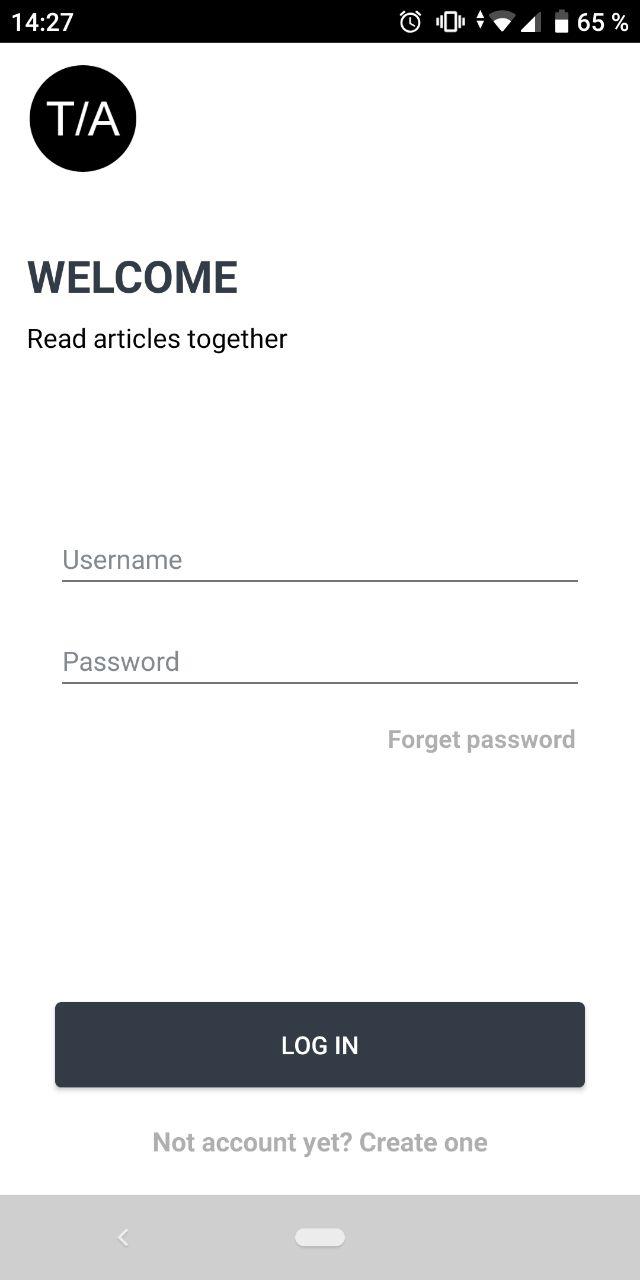 14:27
65 %
T/A
WELCOME
Read articles together
Username
Password
Forget password
LOG IN
Not account yet? Create one